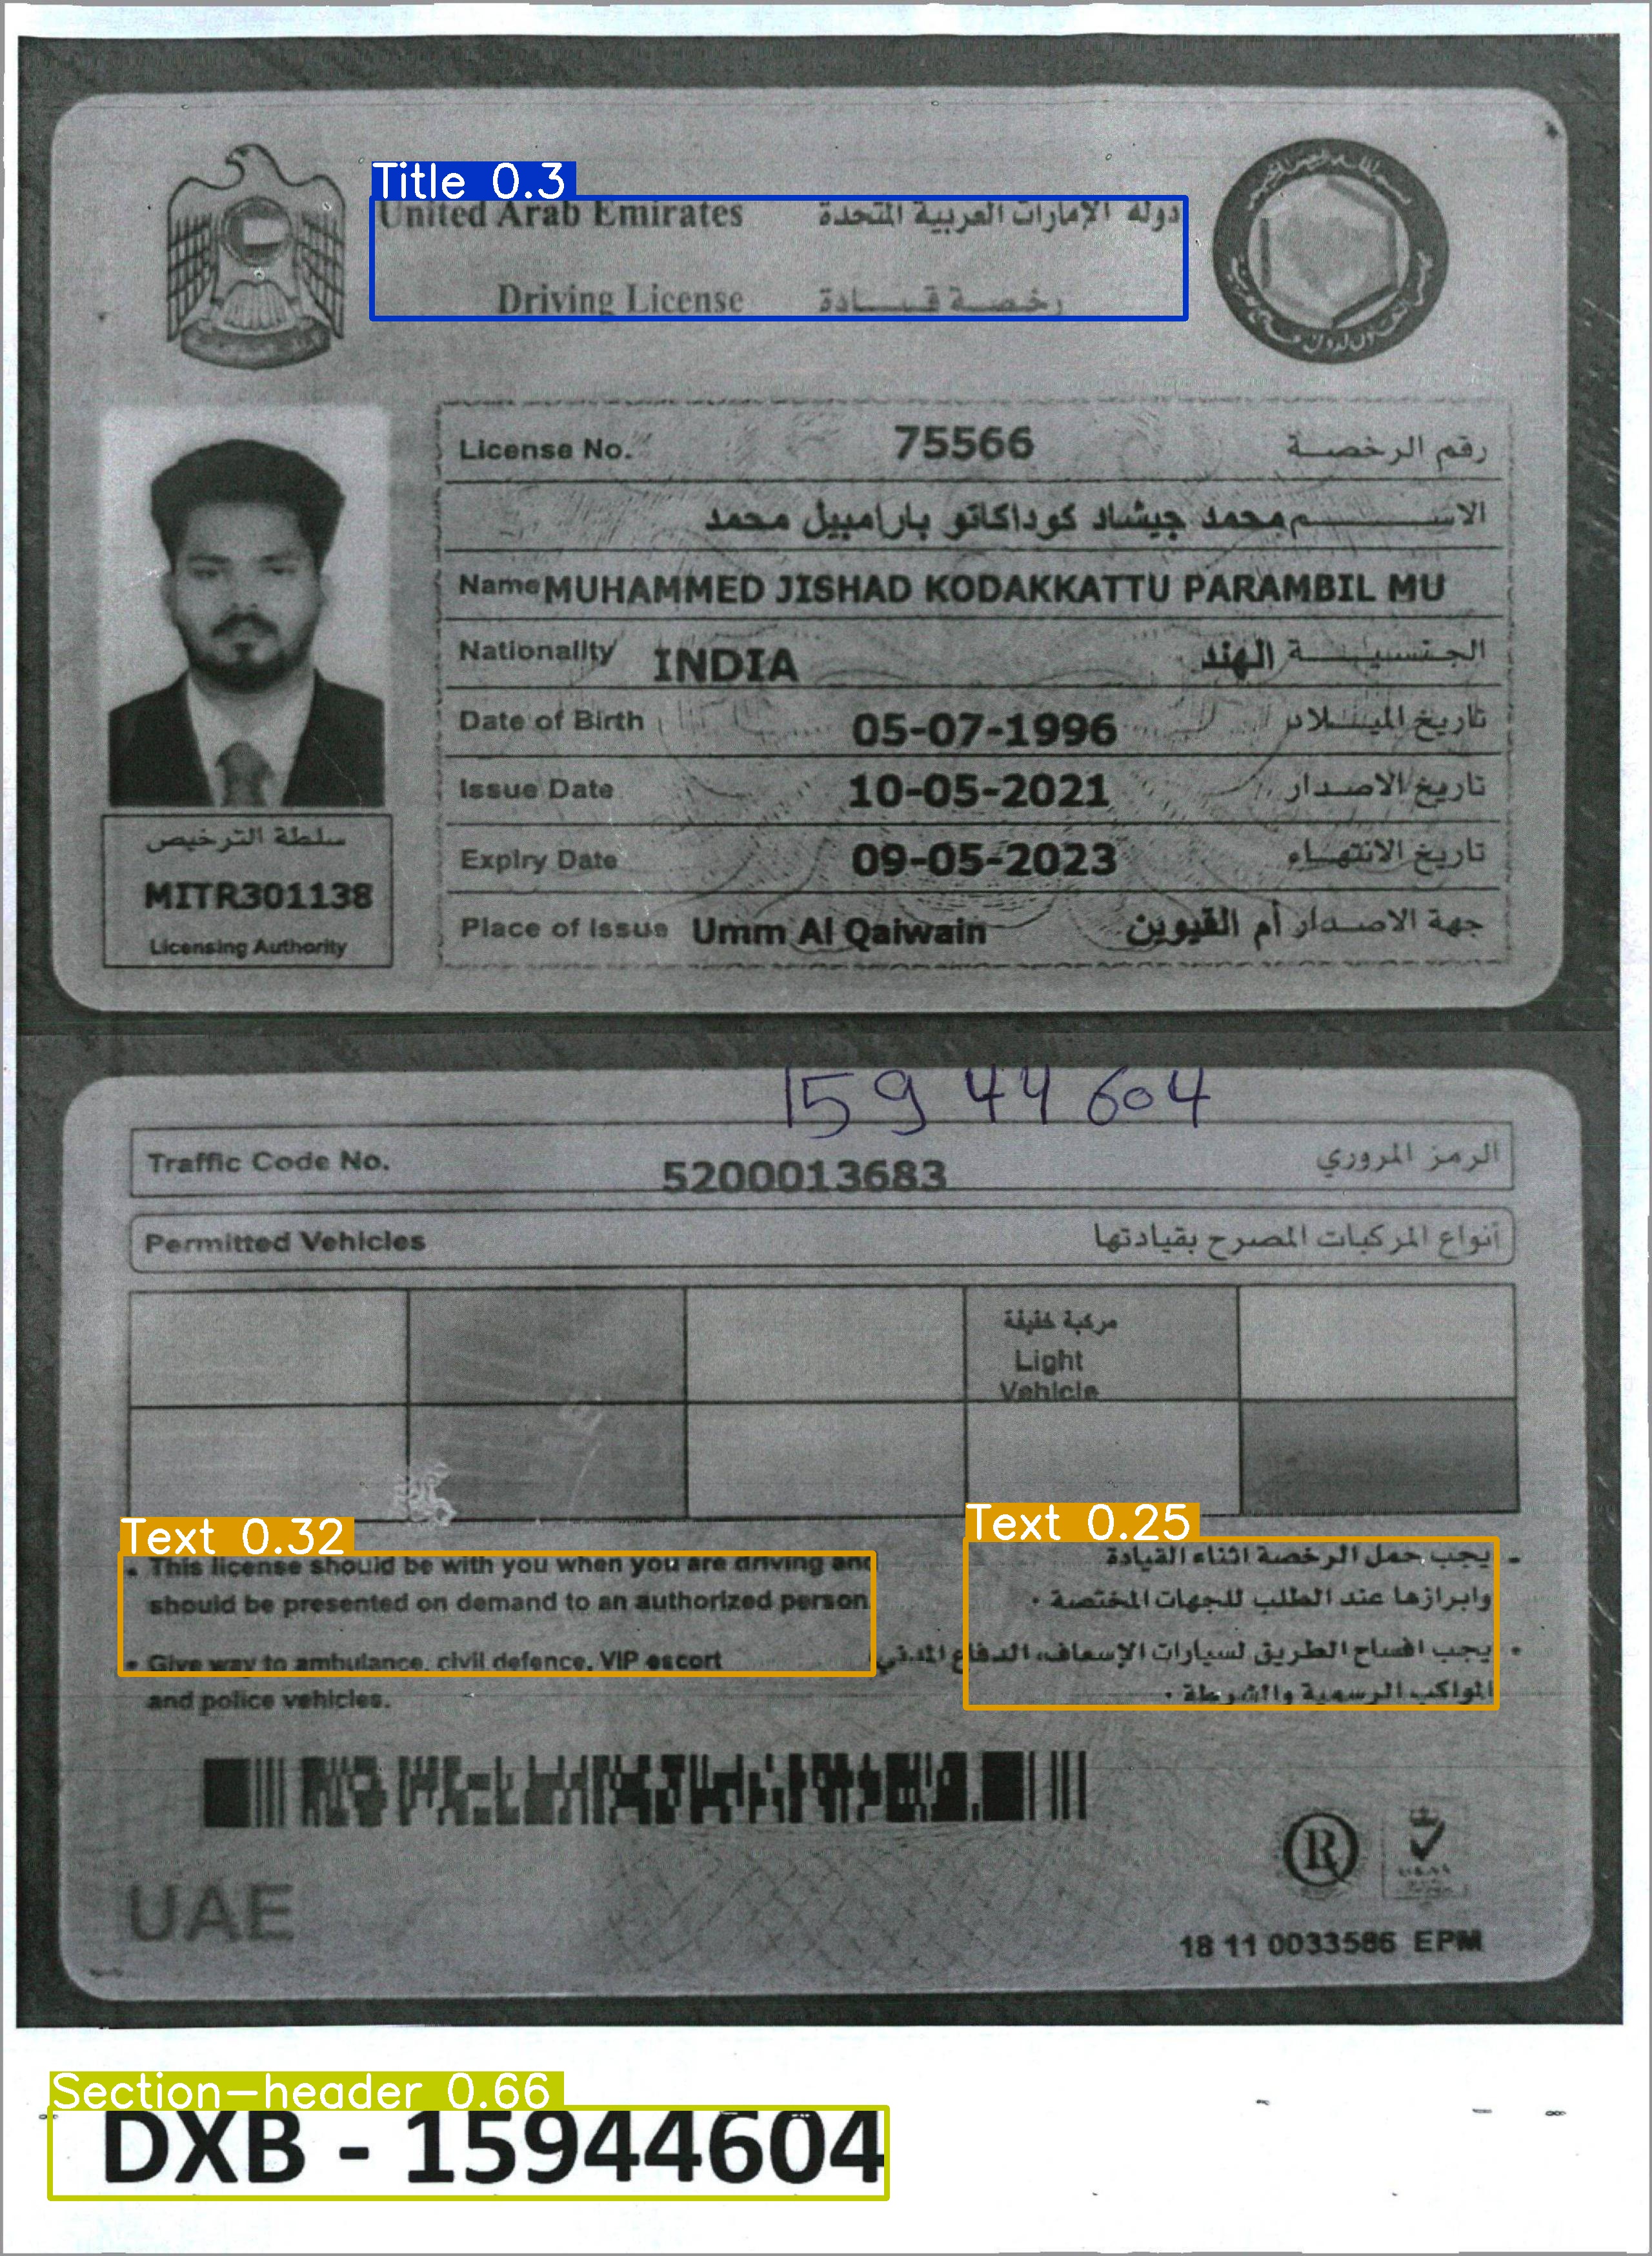 United Arab Emirates دولة الإمارات العربية المتحدة
Title 0.3
Driving License رخصة قيادة
License No. 75566 رقم الرخصة
الاسم محمد جيشاد كوداكاتو بارامبيل محمد
Name MUHAMMED JISHAD KODAKKATTU PARAMBIL MU
Nationality INDIA الجنسية الهند
Date of Birth 05-07-1996 تاريخ الميلاد
Issue Date 10-05-2021 تاريخ الاصدار
Expiry Date 09-05-2023 تاريخ الانتهاء
Place of Issue Umm Al Qaiwain جهة الاصدار أم القيوين
سلطة الترخيص
MITR301138
Licensing Authority
15944604
Traffic Code No. 5200013683 الرمز المروري
Permitted Vehicles أنواع المركبات المصرح بقيادتها
مركبة خفيفة
Light
Vehicle
Text 0.32
Text 0.25
- This license should be with you when you are driving and
should be presented on demand to an authorized person
- Give way to ambulance, civil defence, VIP escort
and police vehicles.
- يجب حمل الرخصة اثناء القيادة
وابرازها عند الطلب للجهات المختصة .
- يجب افساح الطريق لسيارات الإسعاف، الدفاع المدني
المواكب الرسمية والشرطة .
UAE
R
18 11 0033586 EPM
Section-header 0.66
DXB - 15944604